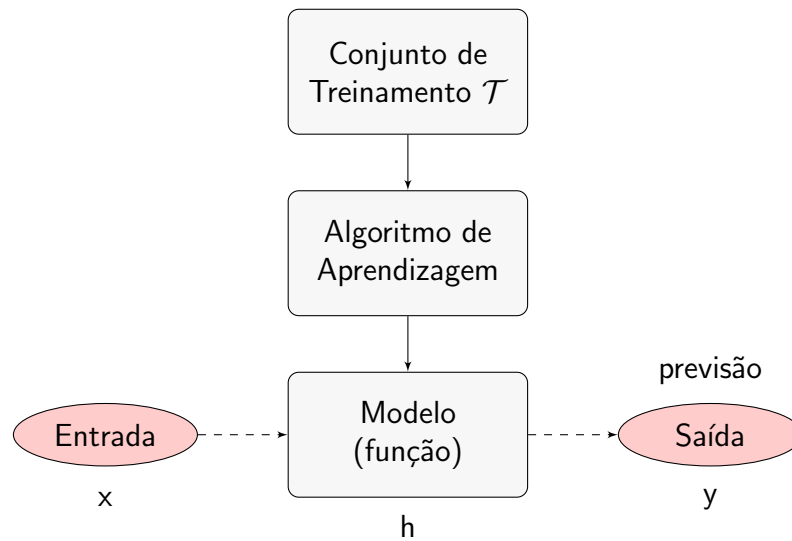 Conjunto de
Treinamento 𝒯
Algoritmo de
Aprendizagem
previsão
Entrada
Modelo
(função)
Saída
x
h
y